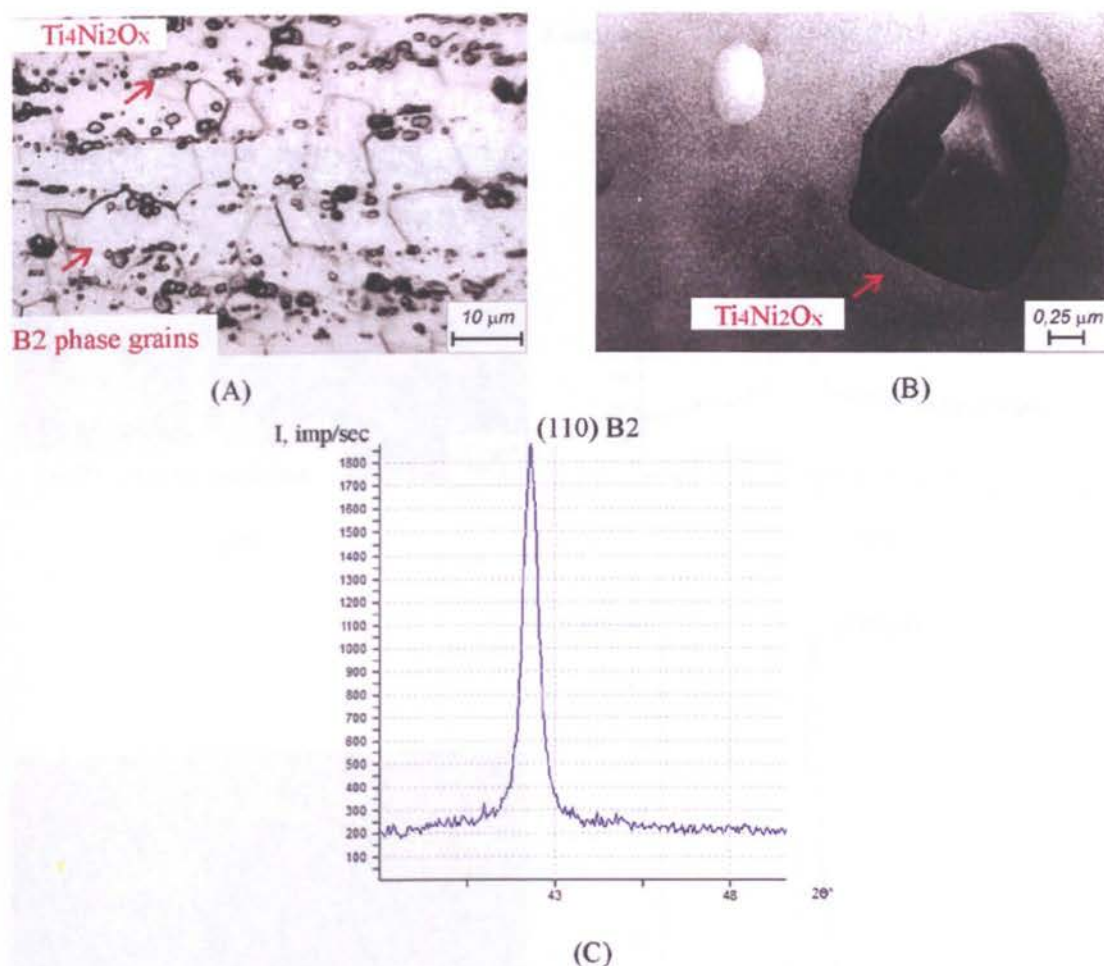 Ti4Ni2Ox
B2 phase grains
10 μm
(A)
Ti4Ni2Ox
0,25 μm
(B)
I, imp/sec
(110) B2
1800
1700
1600
1500
1400
1300
1200
1100
1000
900
800
700
600
500
400
300
200
100
43
48
2θ°
(C)